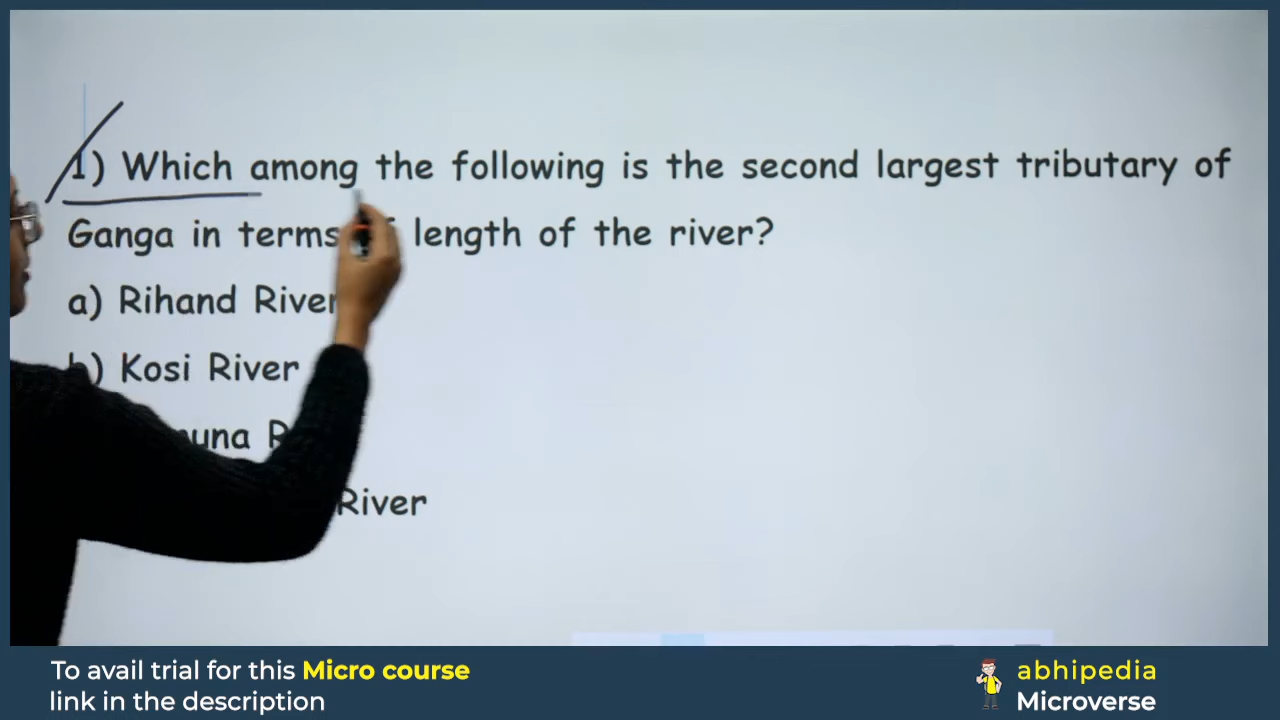 1) Which among the following is the second largest tributary of
Ganga in terms length of the river?
a) Rihand River
b) Kosi River
River
To avail trial for this Micro course
link in the description
abhipedia
Microverse